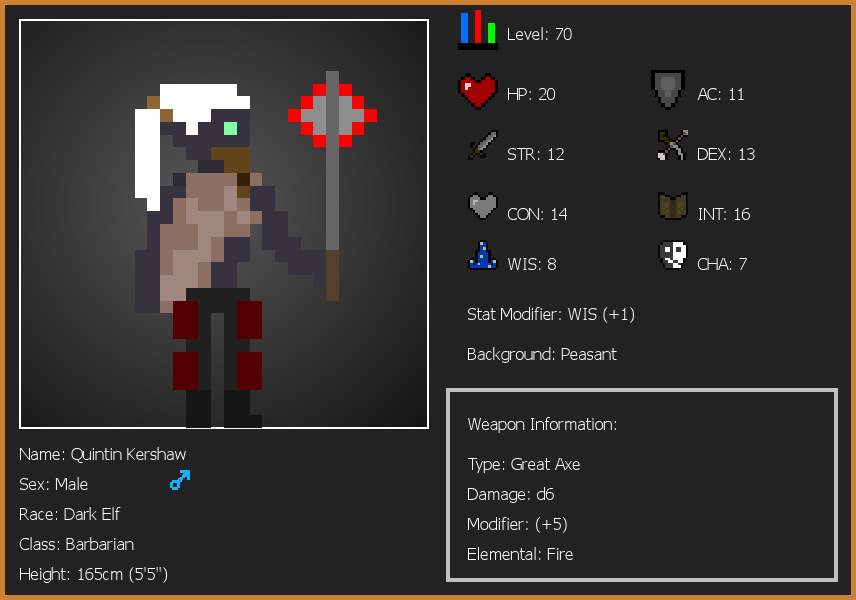 Level: 70
HP: 20
AC: 11
STR: 12
DEX: 13
CON: 14
INT: 16
WIS: 8
CHA: 7
Stat Modifier: WIS (+1)
Background: Peasant
Weapon Information:
Type: Great Axe
Damage: d6
Modifier: (+5)
Elemental: Fire
Name: Quintin Kershaw
Sex: Male
Race: Dark Elf
Class: Barbarian
Height: 165cm (5'5")